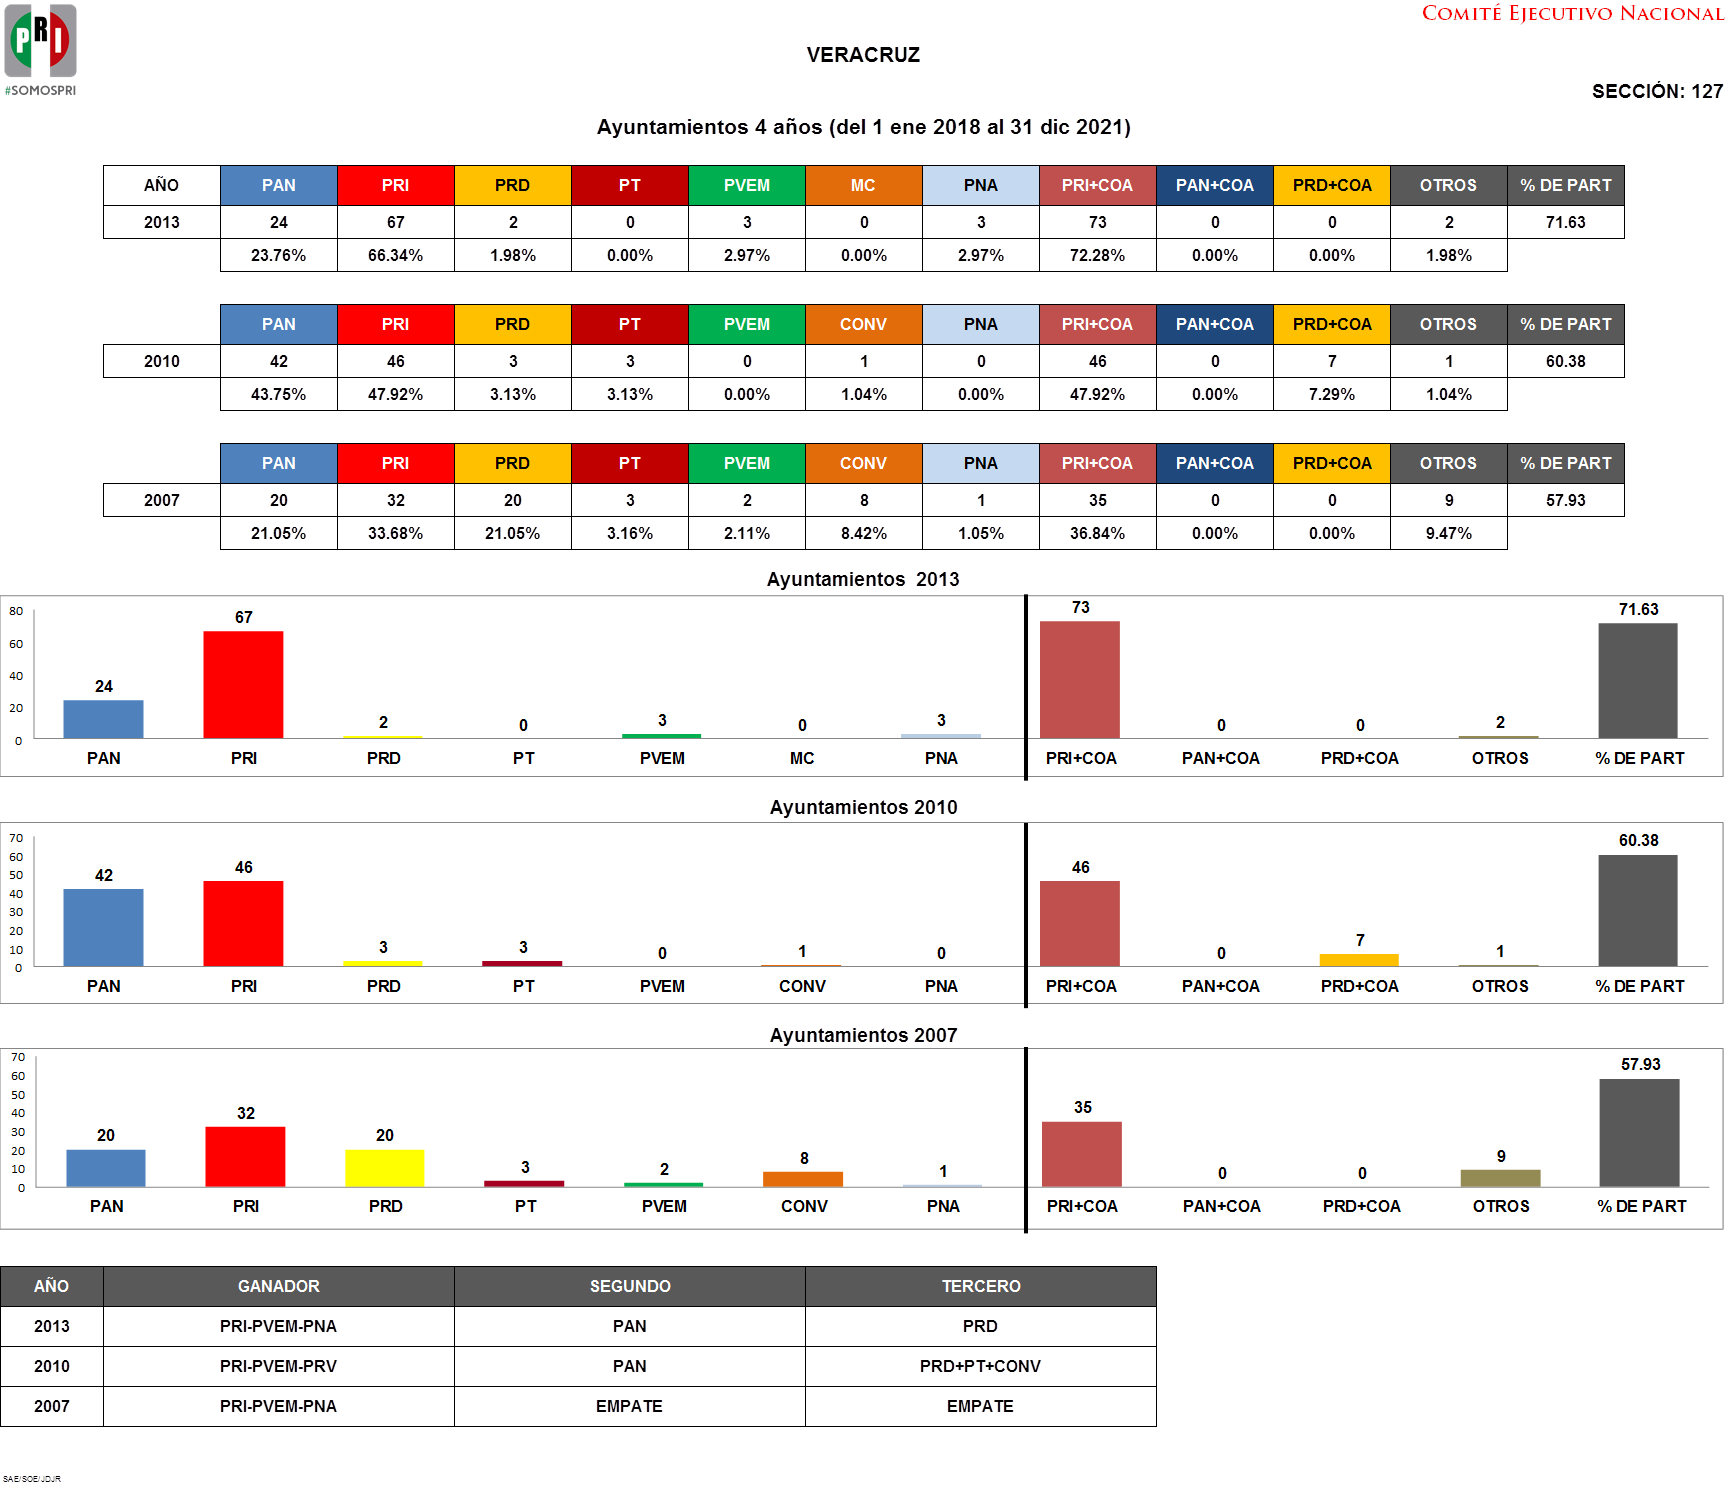 PRI
#SOMOSPRI
COMITÉ EJECUTIVO NACIONAL
VERACRUZ
SECCIÓN: 127
Ayuntamientos 4 años (del 1 ene 2018 al 31 dic 2021)
AÑO PAN PRI PRD PT PVEM MC PNA PRI+COA PAN+COA PRD+COA OTROS % DE PART
2013 24 67 2 0 3 0 3 73 0 0 2 71.63
23.76% 66.34% 1.98% 0.00% 2.97% 0.00% 2.97% 72.28% 0.00% 0.00% 1.98%
PAN PRI PRD PT PVEM CONV PNA PRI+COA PAN+COA PRD+COA OTROS % DE PART
2010 42 46 3 3 0 1 0 46 0 7 1 60.38
43.75% 47.92% 3.13% 3.13% 0.00% 1.04% 0.00% 47.92% 0.00% 7.29% 1.04%
PAN PRI PRD PT PVEM CONV PNA PRI+COA PAN+COA PRD+COA OTROS % DE PART
2007 20 32 20 3 2 8 1 35 0 0 9 57.93
21.05% 33.68% 21.05% 3.16% 2.11% 8.42% 1.05% 36.84% 0.00% 0.00% 9.47%
Ayuntamientos 2013
80
60
40
20
0
24 67 2 0 3 0 3 73 0 0 2 71.63
PAN PRI PRD PT PVEM MC PNA PRI+COA PAN+COA PRD+COA OTROS % DE PART
Ayuntamientos 2010
70
60
50
40
30
20
10
0
42 46 3 3 0 1 0 46 0 7 1 60.38
PAN PRI PRD PT PVEM CONV PNA PRI+COA PAN+COA PRD+COA OTROS % DE PART
Ayuntamientos 2007
70
60
50
40
30
20
10
0
20 32 20 3 2 8 1 35 0 0 9 57.93
PAN PRI PRD PT PVEM CONV PNA PRI+COA PAN+COA PRD+COA OTROS % DE PART
AÑO GANADOR SEGUNDO TERCERO
2013 PRI-PVEM-PNA PAN PRD
2010 PRI-PVEM-PRV PAN PRD+PT+CONV
2007 PRI-PVEM-PNA EMPATE EMPATE
SAE/SOE/JDJR